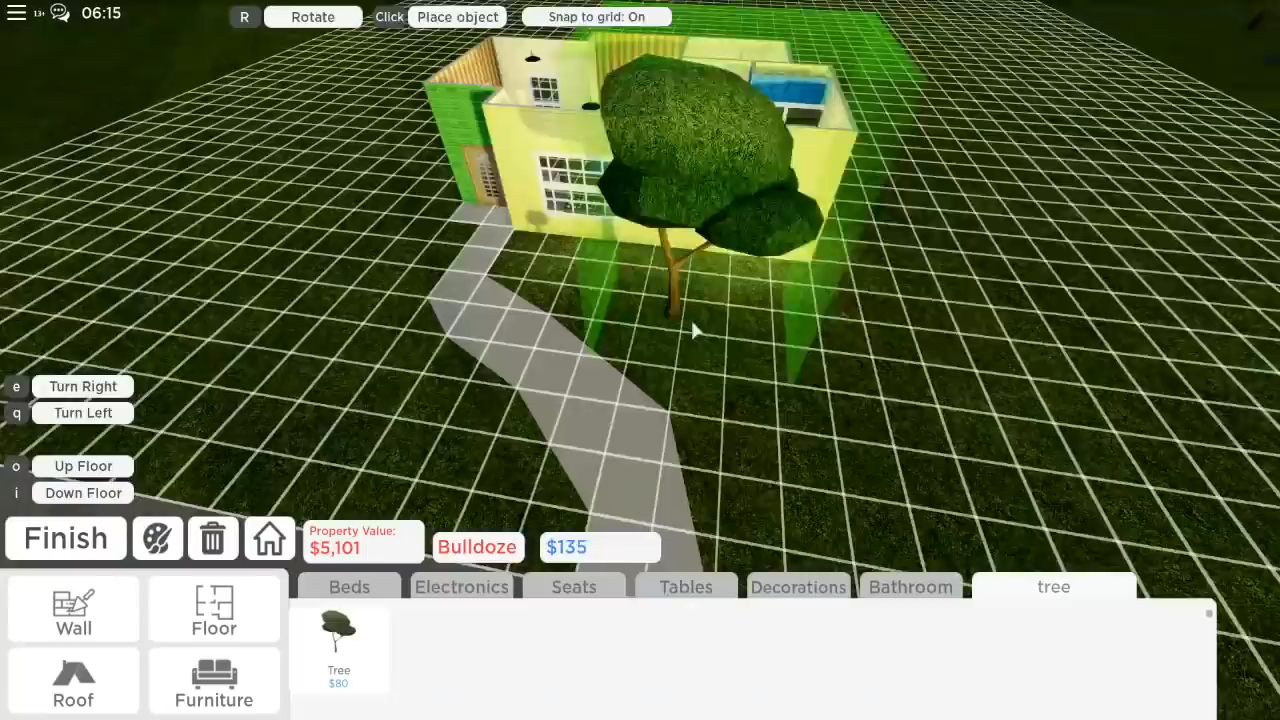 13+ 06:15
R Rotate Click Place object Snap to grid: On
e Turn Right
q Turn Left
o Up Floor
i Down Floor
Finish
Property Value:
$5,101
Bulldoze
$135
Beds Electronics Seats Tables Decorations Bathroom tree
Wall
Floor
Roof
Furniture
Tree
$80